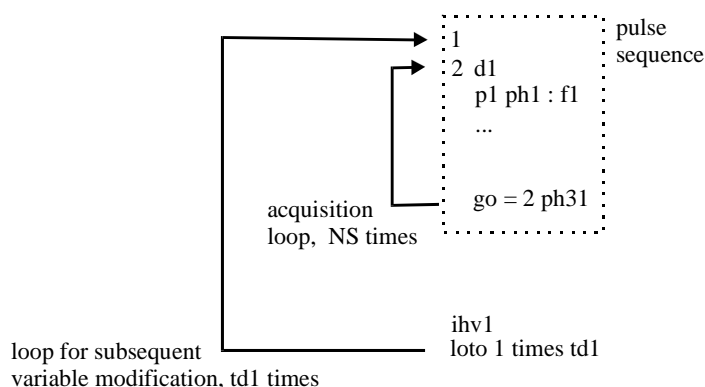 1
pulse
sequence
2 d1
p1 ph1 : f1
...
go = 2 ph31
acquisition
loop, NS times
ihv1
loto 1 times td1
loop for subsequent
variable modification, td1 times